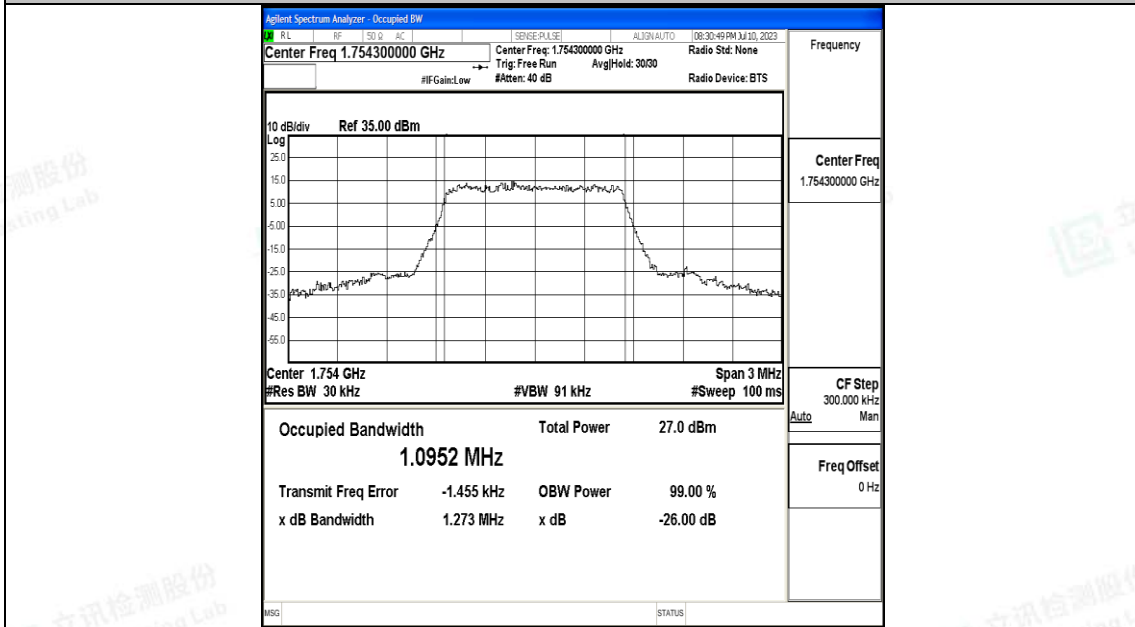 Agilent Spectrum Analyzer - Occupied BW
RL RF 50 Ω AC SENSE:PULSE ALIGN AUTO 08:30:49 PM Jul 10, 2023
Center Freq 1.754300000 GHz
Center Freq: 1.754300000 GHz
Radio Std: None
Trig: Free Run Avg|Hold: 30/30
#IFGain:Low #Atten: 40 dB Radio Device: BTS
10 dB/div Ref 35.00 dBm
Log
25.0
15.0
5.00
-5.00
-15.0
-25.0
-35.0
-45.0
-55.0
Center 1.754 GHz Span 3 MHz
#Res BW 30 kHz #VBW 91 kHz #Sweep 100 ms
Occupied Bandwidth Total Power 27.0 dBm
1.0952 MHz
Transmit Freq Error -1.455 kHz OBW Power 99.00 %
x dB Bandwidth 1.273 MHz x dB -26.00 dB
MSG STATUS
Frequency
Center Freq
1.754300000 GHz
CF Step
300.000 kHz
Auto Man
Freq Offset
0 Hz
立讯检测股份